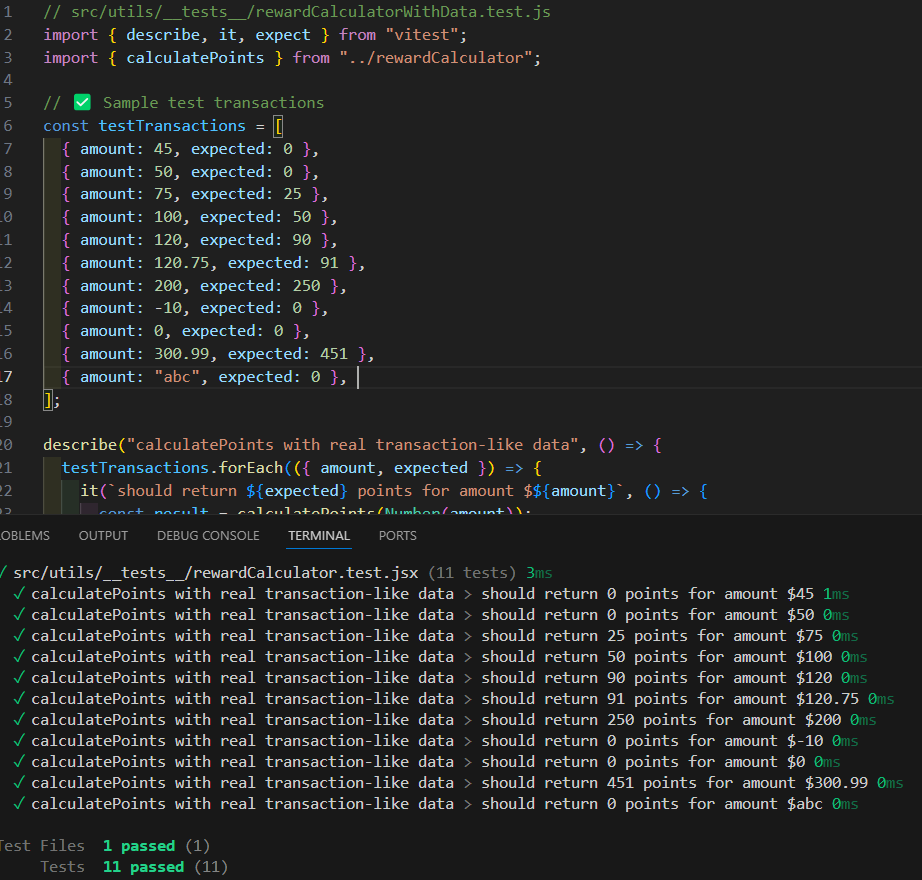 1 // src/utils/__tests__/rewardCalculatorWithData.test.js
2 import { describe, it, expect } from "vitest";
3 import { calculatePoints } from "../rewardCalculator";
4
5 // ✅ Sample test transactions
6 const testTransactions = [
7 { amount: 45, expected: 0 },
8 { amount: 50, expected: 0 },
9 { amount: 75, expected: 25 },
10 { amount: 100, expected: 50 },
11 { amount: 120, expected: 90 },
12 { amount: 120.75, expected: 91 },
13 { amount: 200, expected: 250 },
14 { amount: -10, expected: 0 },
15 { amount: 0, expected: 0 },
16 { amount: 300.99, expected: 451 },
17 { amount: "abc", expected: 0 },
18 ];
19
20 describe("calculatePoints with real transaction-like data", () => {
21 testTransactions.forEach(({ amount, expected }) => {
22 it(`should return ${expected} points for amount $${amount}`, () => {
23 const result = calculatePoints(Number(amount));
OBLEMS OUTPUT DEBUG CONSOLE TERMINAL PORTS
✓ src/utils/__tests__/rewardCalculator.test.jsx (11 tests) 3ms
✓ calculatePoints with real transaction-like data > should return 0 points for amount $45 1ms
✓ calculatePoints with real transaction-like data > should return 0 points for amount $50 0ms
✓ calculatePoints with real transaction-like data > should return 25 points for amount $75 0ms
✓ calculatePoints with real transaction-like data > should return 50 points for amount $100 0ms
✓ calculatePoints with real transaction-like data > should return 90 points for amount $120 0ms
✓ calculatePoints with real transaction-like data > should return 91 points for amount $120.75 0ms
✓ calculatePoints with real transaction-like data > should return 250 points for amount $200 0ms
✓ calculatePoints with real transaction-like data > should return 0 points for amount $-10 0ms
✓ calculatePoints with real transaction-like data > should return 0 points for amount $0 0ms
✓ calculatePoints with real transaction-like data > should return 451 points for amount $300.99 0ms
✓ calculatePoints with real transaction-like data > should return 0 points for amount $abc 0ms
Test Files 1 passed (1)
Tests 11 passed (11)